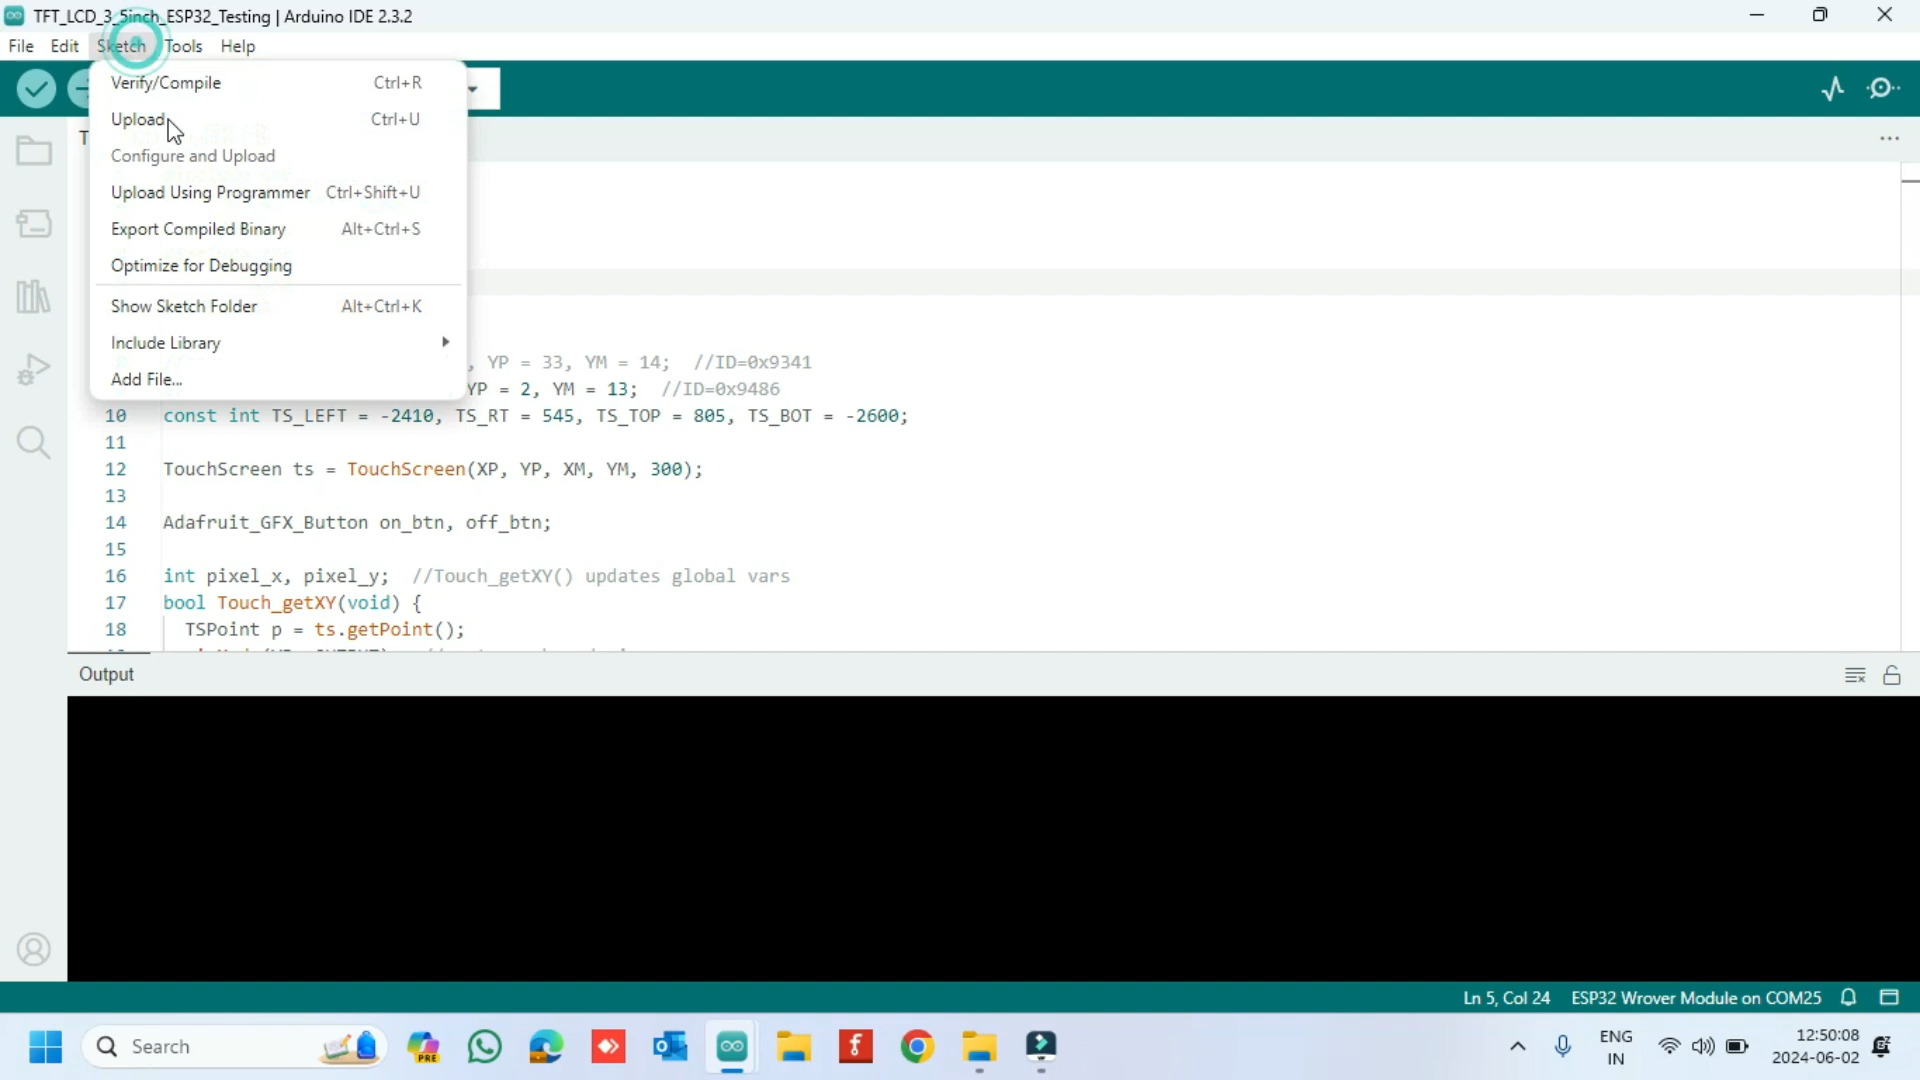 TFT_LCD_3_5inch_ESP32_Testing | Arduino IDE 2.3.2
File Edit Sketch Tools Help
Verify/Compile Ctrl+R
Upload Ctrl+U
Configure and Upload
Upload Using Programmer Ctrl+Shift+U
Export Compiled Binary Alt+Ctrl+S
Optimize for Debugging
Show Sketch Folder Alt+Ctrl+K
Include Library
Add File...
, YP = 33, YM = 14; //ID=0x9341
YP = 2, YM = 13; //ID=0x9486
10 const int TS_LEFT = -2410, TS_RT = 545, TS_TOP = 805, TS_BOT = -2600;
11
12 TouchScreen ts = TouchScreen(XP, YP, XM, YM, 300);
13
14 Adafruit_GFX_Button on_btn, off_btn;
15
16 int pixel_x, pixel_y; //Touch_getXY() updates global vars
17 bool Touch_getXY(void) {
18 TSPoint p = ts.getPoint();
Output
Ln 5, Col 24 ESP32 Wrover Module on COM25
Search
PRE
ENG
IN
12:50:08
2024-06-02